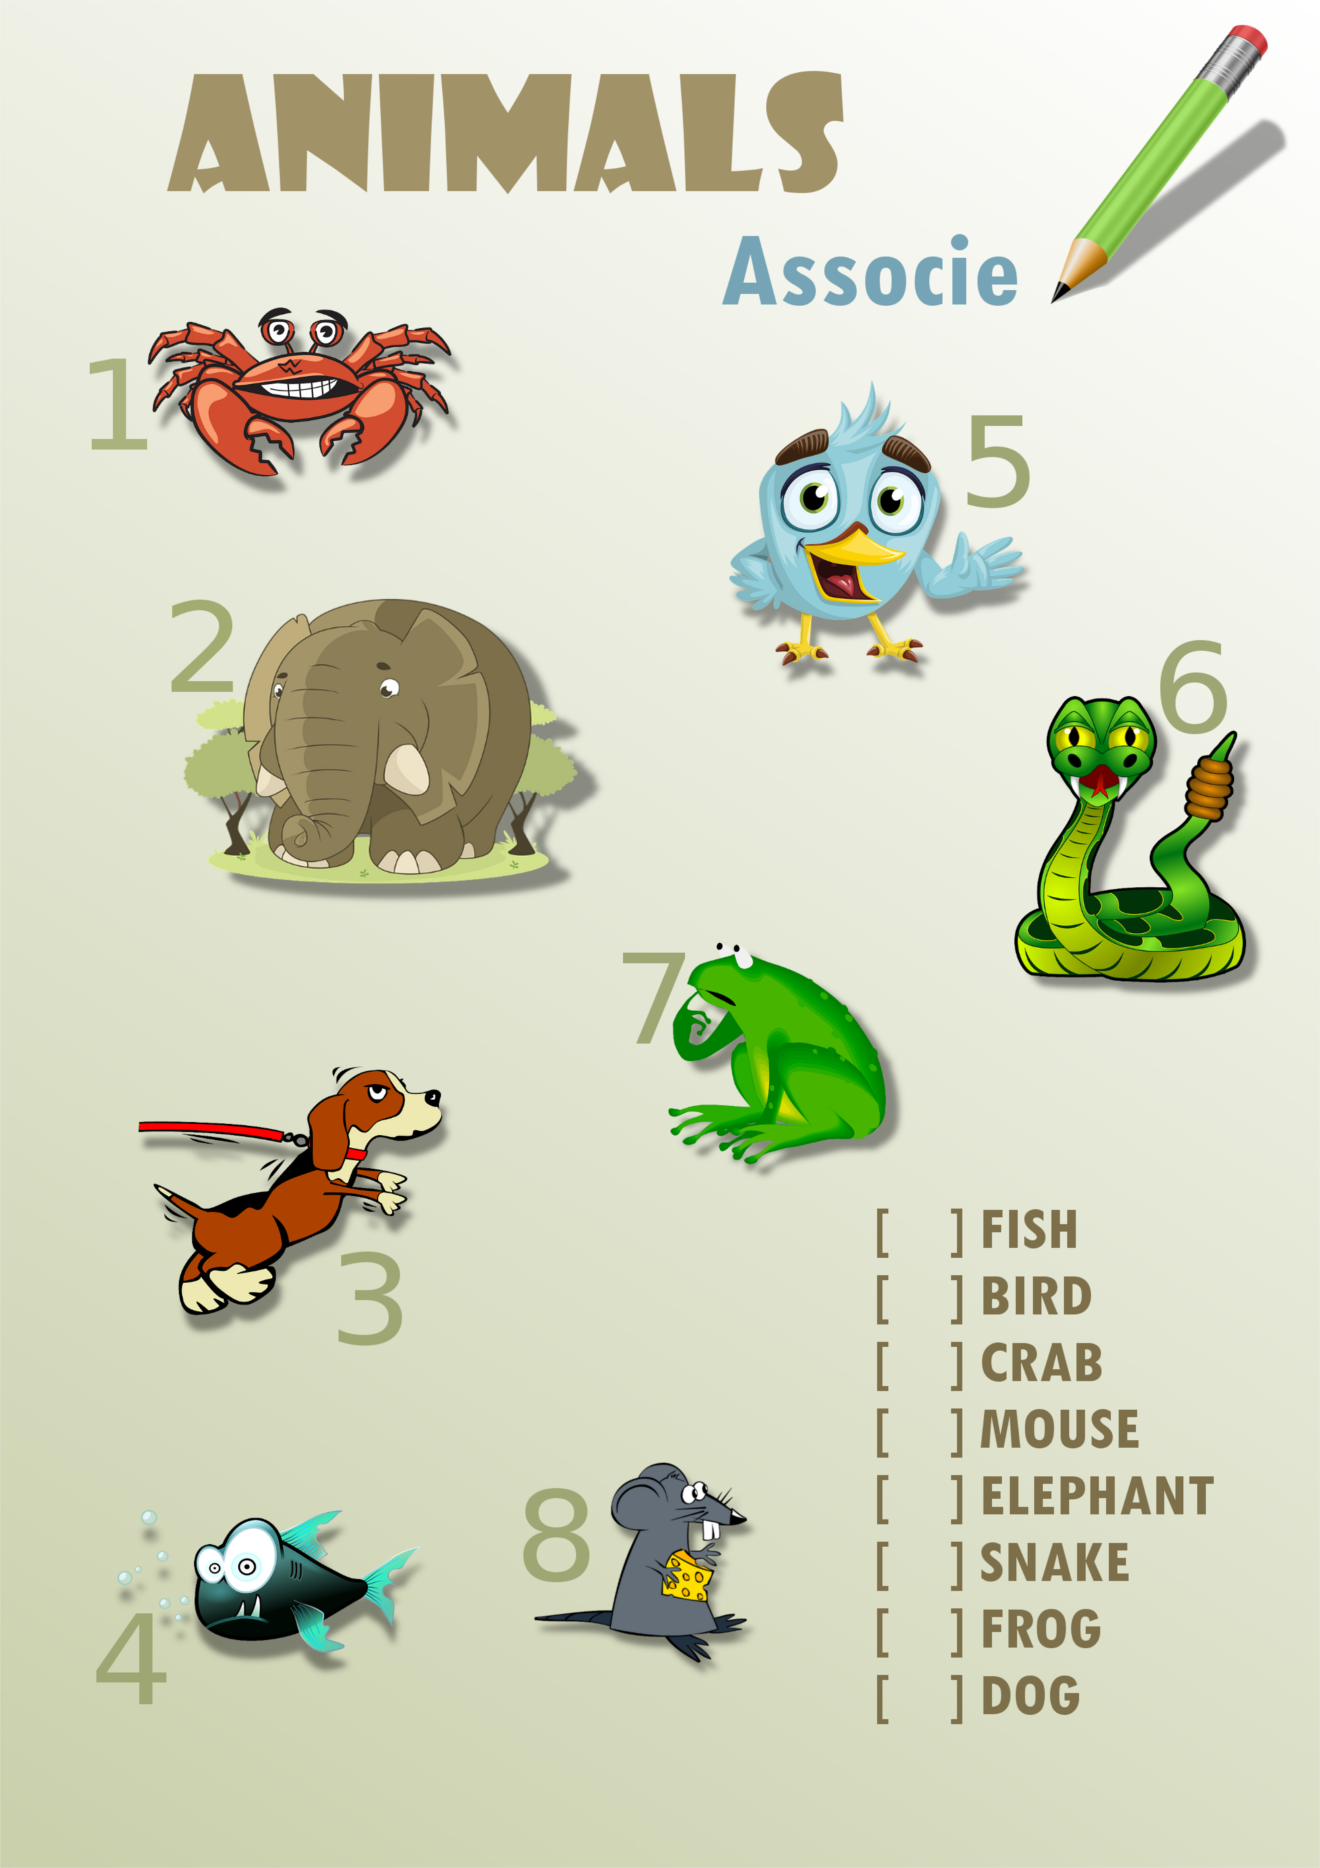 ANIMALS
Associe
1
5
2
6
7
3
[ ] FISH
[ ] BIRD
[ ] CRAB
[ ] MOUSE
[ ] ELEPHANT
[ ] SNAKE
[ ] FROG
[ ] DOG
8
4